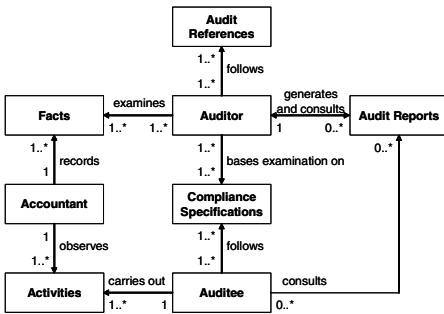 Audit
References
1..*
follows
1..*
generates
and consults
examines
Facts
Auditor
Audit Reports
1..*
1..*
1
0..*
1..*
records
1
1..*
bases examination on
1..*
0..*
Accountant
Compliance
Specifications
1
observes
1..*
1..*
follows
1..*
carries out
consults
Activities
Auditee
1..*
1
0..*